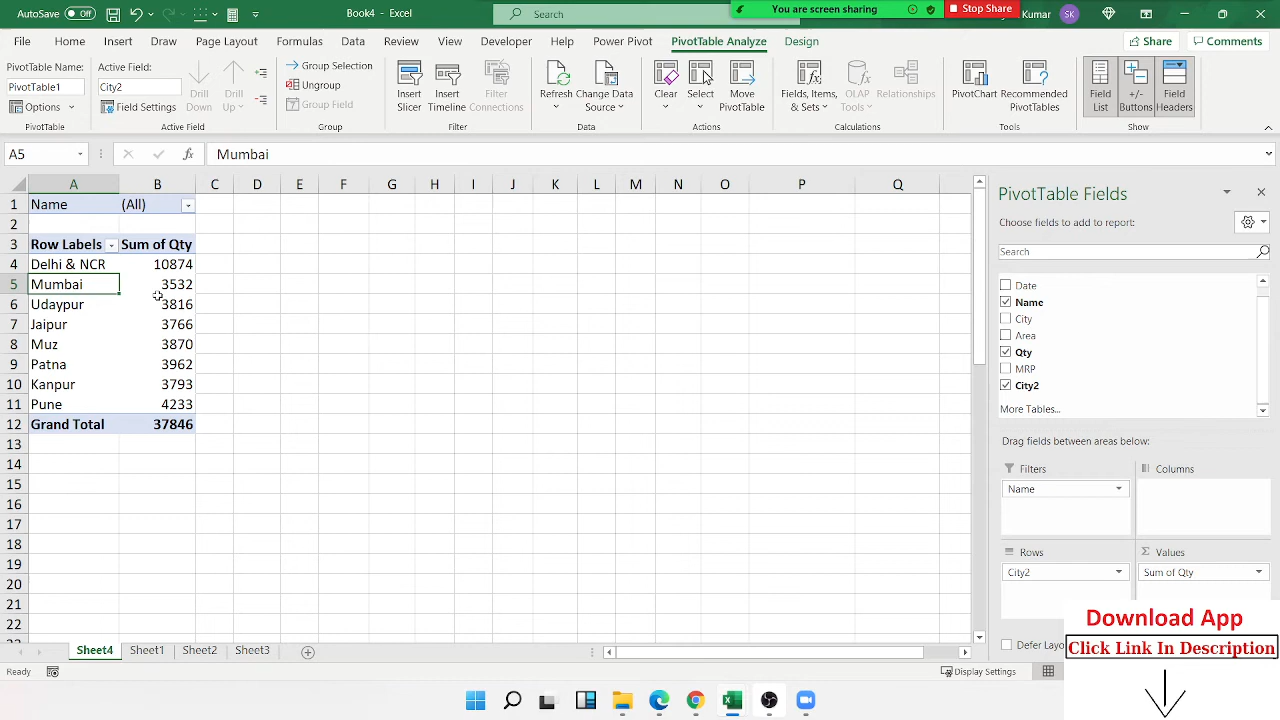 AutoSave Off Book4 - Excel Search You are screen sharing Stop Share Kumar SK
File Home Insert Draw Page Layout Formulas Data Review View Developer Help Power Pivot PivotTable Analyze Design Share Comments
PivotTable Name: PivotTable1 Options PivotTable
Active Field: City2 Field Settings Drill Down Drill Up Active Field
Group Selection Ungroup Group Field Group
Insert Slicer Insert Timeline Filter Connections Filter
Refresh Change Data Source Data
Clear Select Move PivotTable Actions
Fields, Items, & Sets OLAP Tools Relationships Calculations
PivotChart Recommended PivotTables Tools
Field List +/- Buttons Field Headers Show
A5 fx Mumbai
A B C D E F G H I J K L M N O P Q
1 Name (All)
2
3 Row Labels Sum of Qty
4 Delhi & NCR 10874
5 Mumbai 3532
6 Udaypur 3816
7 Jaipur 3766
8 Muz 3870
9 Patna 3962
10 Kanpur 3793
11 Pune 4233
12 Grand Total 37846
13
14
15
16
17
18
19
20
21
22
PivotTable Fields
Choose fields to add to report:
Search
Date
Name
City
Area
Qty
MRP
City2
More Tables...
Drag fields between areas below:
Filters Columns
Name
Rows Σ Values
City2 Sum of Qty
Defer Layo
Download App
Click Link In Description
Sheet4 Sheet1 Sheet2 Sheet3
Display Settings